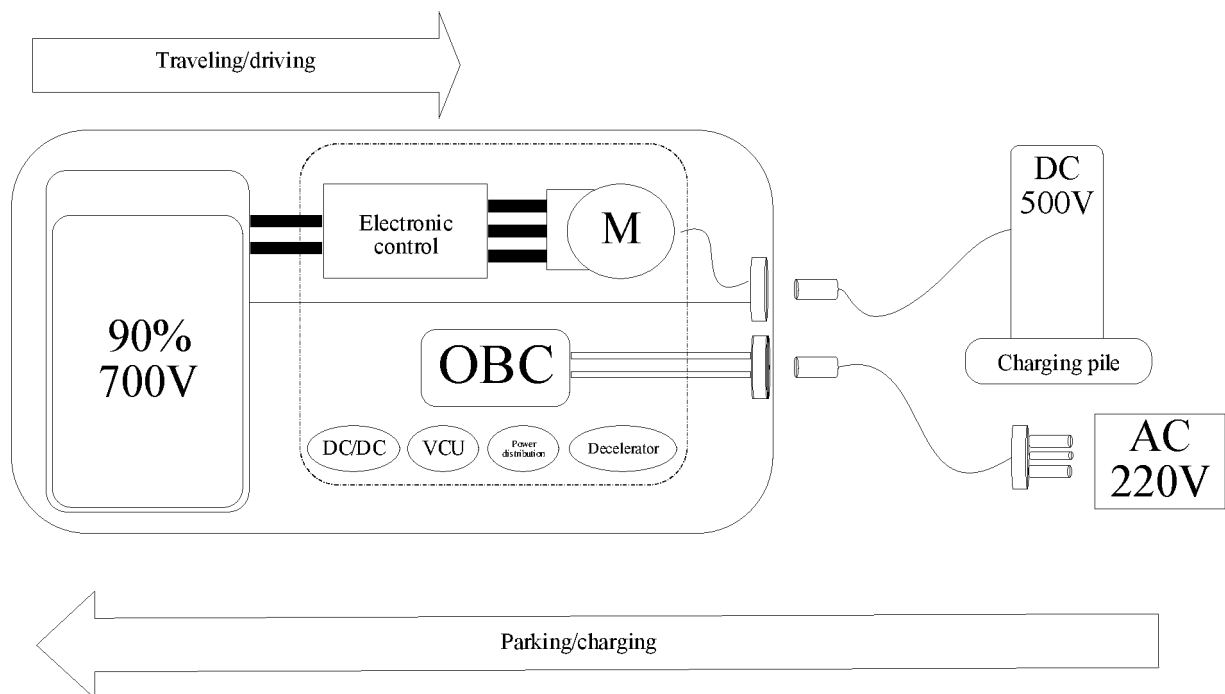 Traveling/driving
Electronic
control
M
DC
500V
90%
700V
OBC
Charging pile
DC/DC
VCU
Power
distribution
Decelerator
AC
220V
Parking/charging